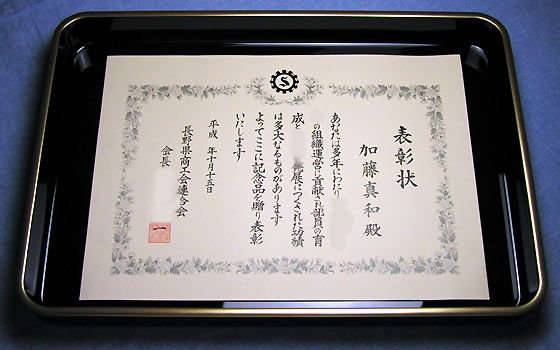 表彰状
加藤真和殿
あなたは多年にわたり
の組織運営に貢献され部員の育
成と 発展につくされた功績
は多大なるものがあります
よってここに記念品を贈り表彰
いたします
平成 年十月十五日
長野県商工会連合会
会長